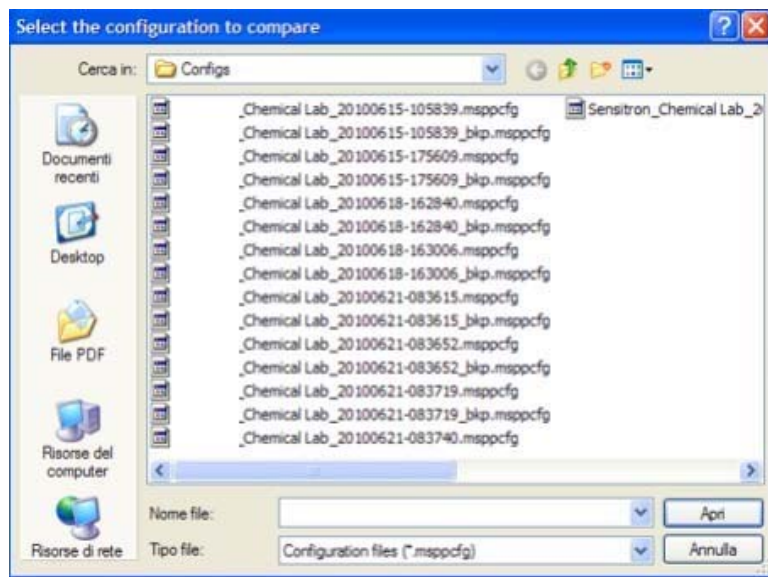 Select the configuration to compare
Cerca in:
Configs
Documenti recenti
Desktop
File PDF
Risorse del computer
Risorse di rete
_Chemical Lab_20100615-105839.msppcfg
_Chemical Lab_20100615-105839_bkp.msppcfg
_Chemical Lab_20100615-175609.msppcfg
_Chemical Lab_20100615-175609_bkp.msppcfg
_Chemical Lab_20100618-162840.msppcfg
_Chemical Lab_20100618-162840_bkp.msppcfg
_Chemical Lab_20100618-163006.msppcfg
_Chemical Lab_20100618-163006_bkp.msppcfg
_Chemical Lab_20100621-083615.msppcfg
_Chemical Lab_20100621-083615_bkp.msppcfg
_Chemical Lab_20100621-083652.msppcfg
_Chemical Lab_20100621-083652_bkp.msppcfg
_Chemical Lab_20100621-083719.msppcfg
_Chemical Lab_20100621-083719_bkp.msppcfg
_Chemical Lab_20100621-083740.msppcfg
Sensitron_Chemical Lab_2
Nome file:
Apri
Tipo file:
Configuration files (*.msppcfg)
Annulla